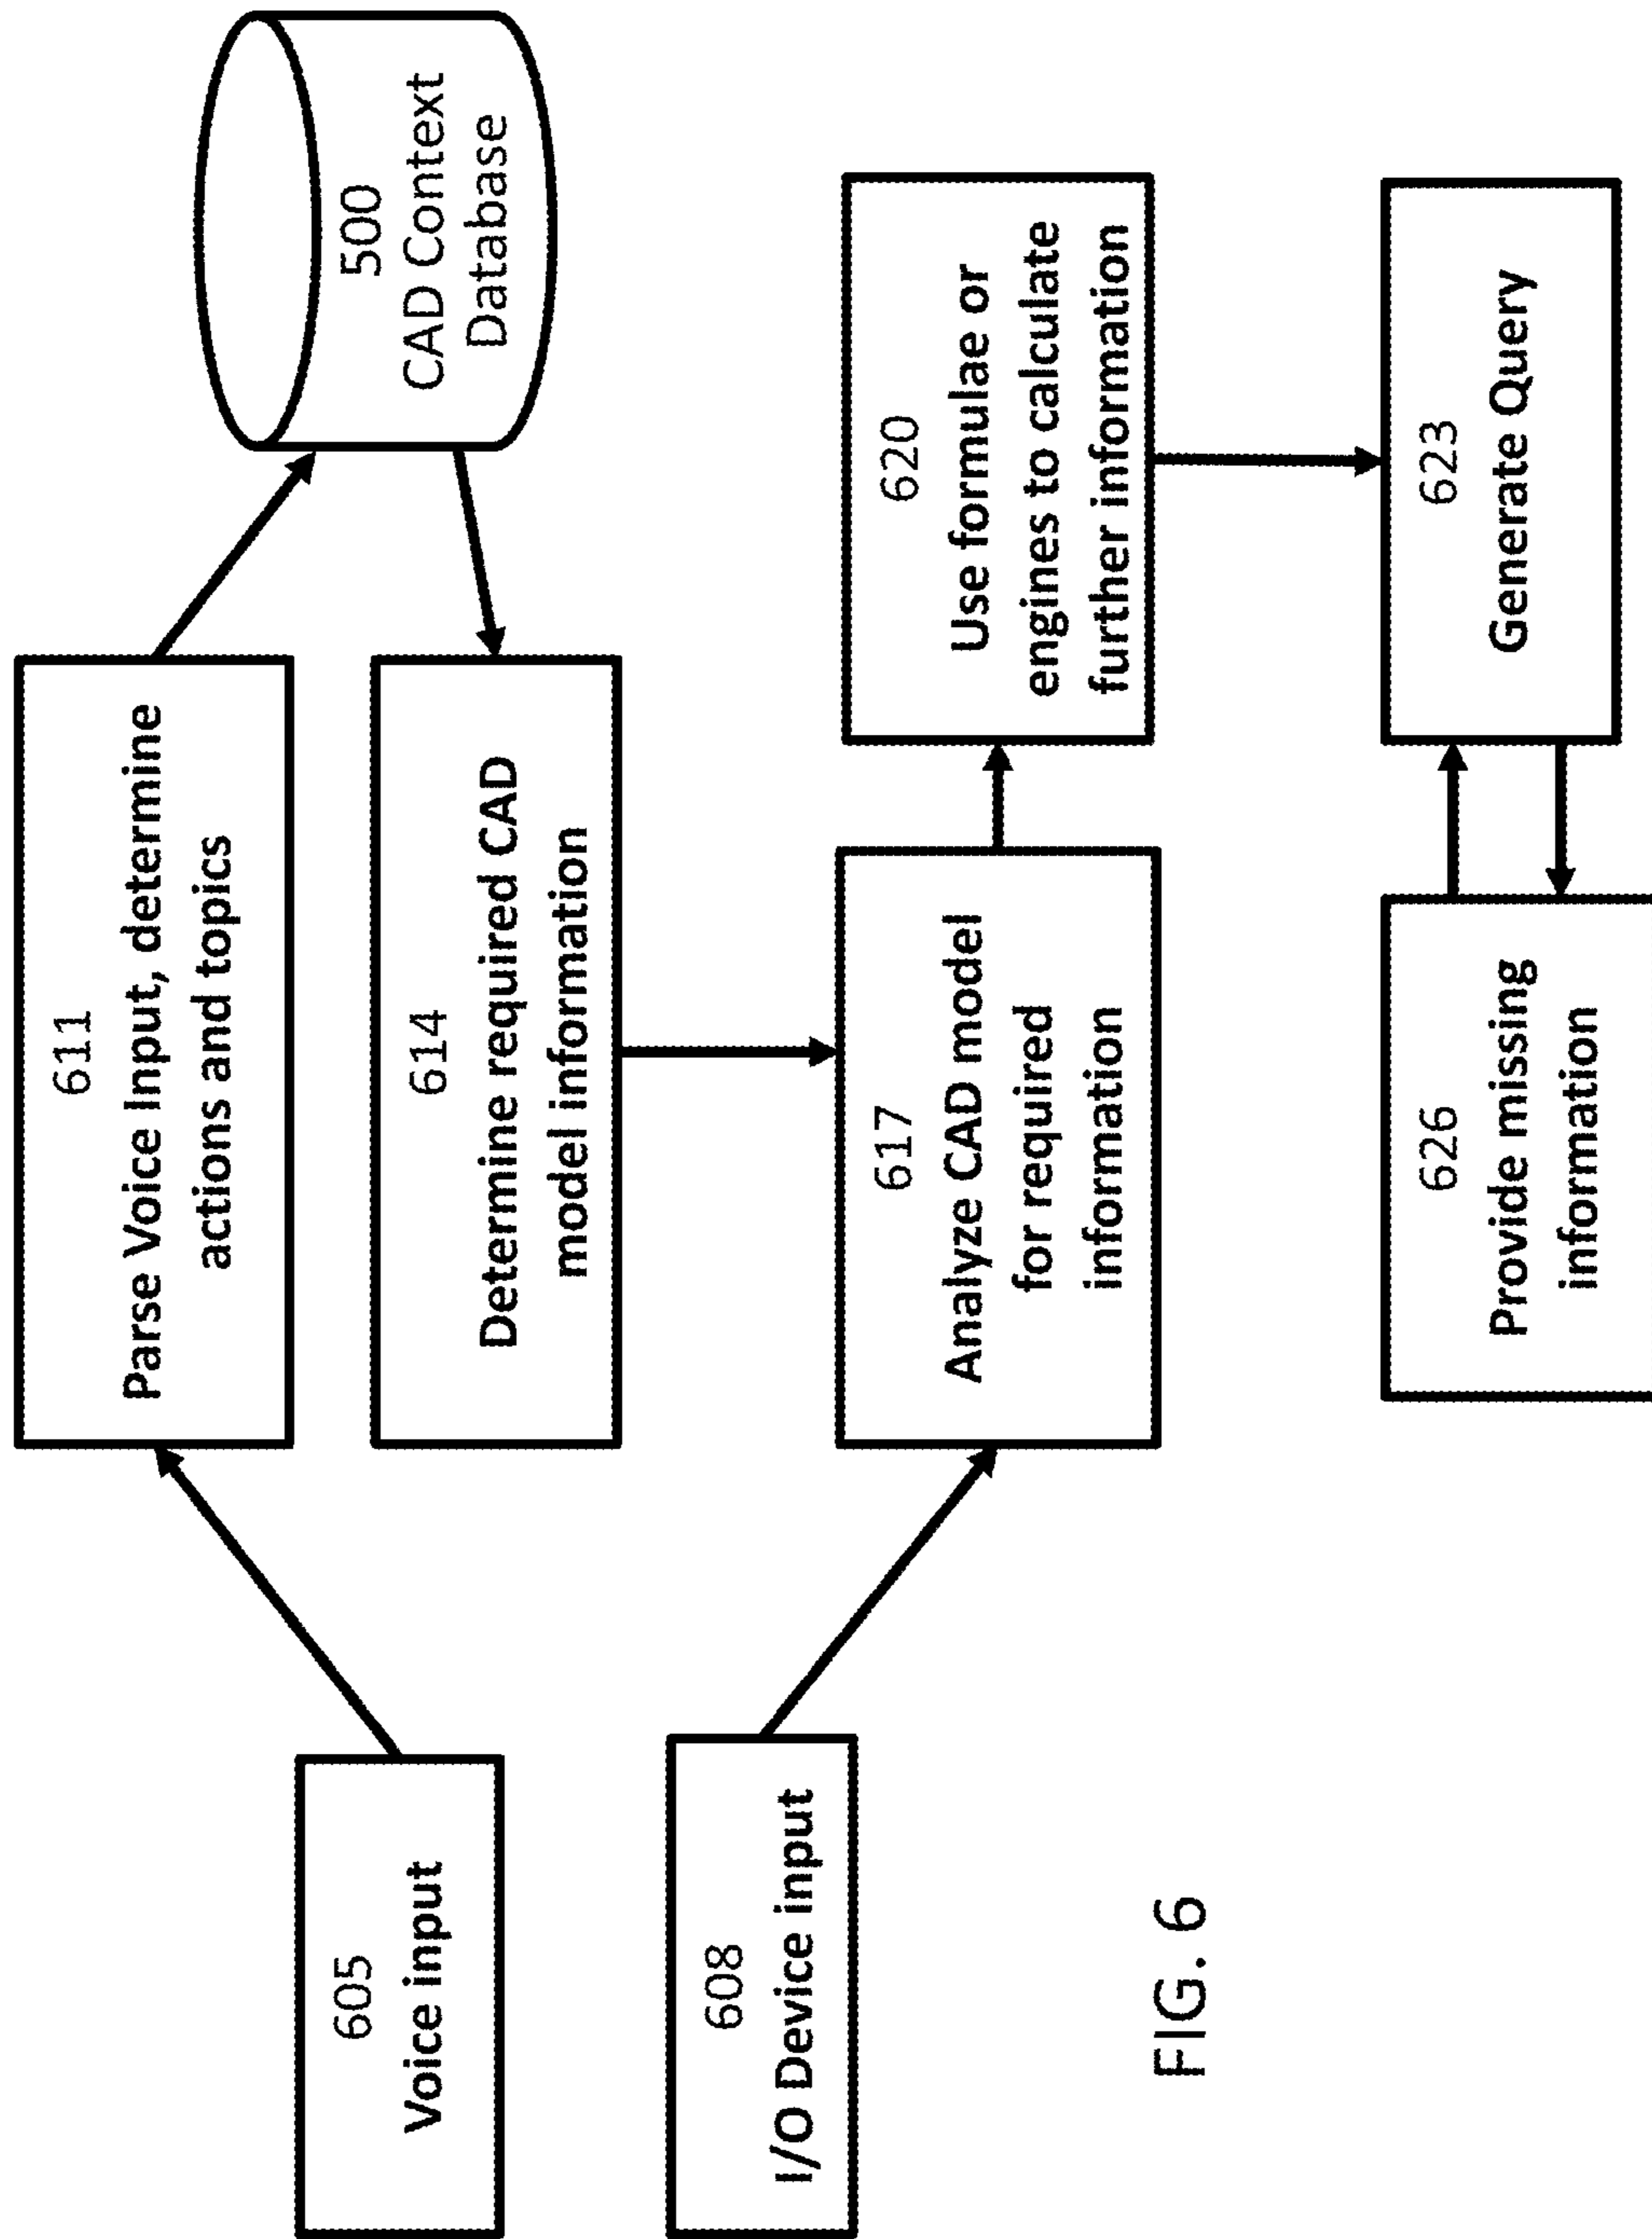 605
Voice input
608
I/O Device input
611
Parse Voice Input, determine
actions and topics
614
Determine required CAD
model information
500
CAD Context
Database
617
Analyze CAD model
for required
information
620
Use formulae or
engines to calculate
further information
626
Provide missing
information
623
Generate Query
FIG. 6